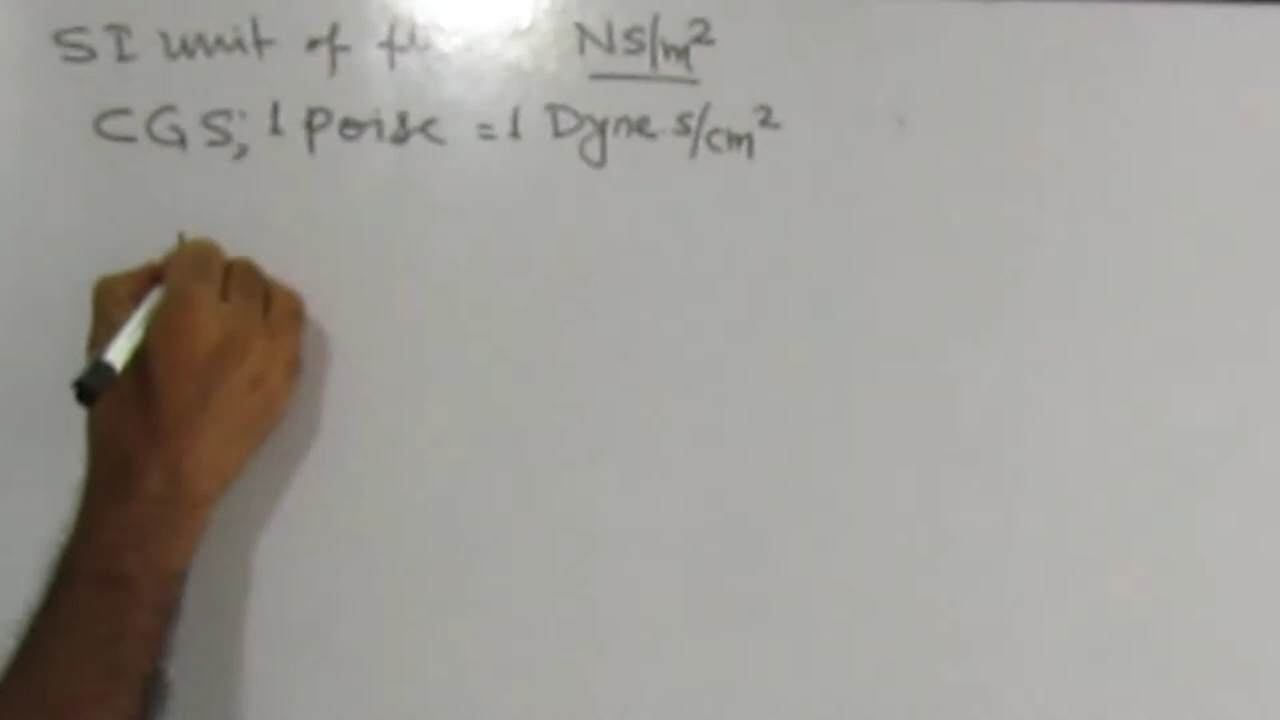 SI unit of Ns/m²
CGS; 1 Poise = 1 Dyne s/cm²